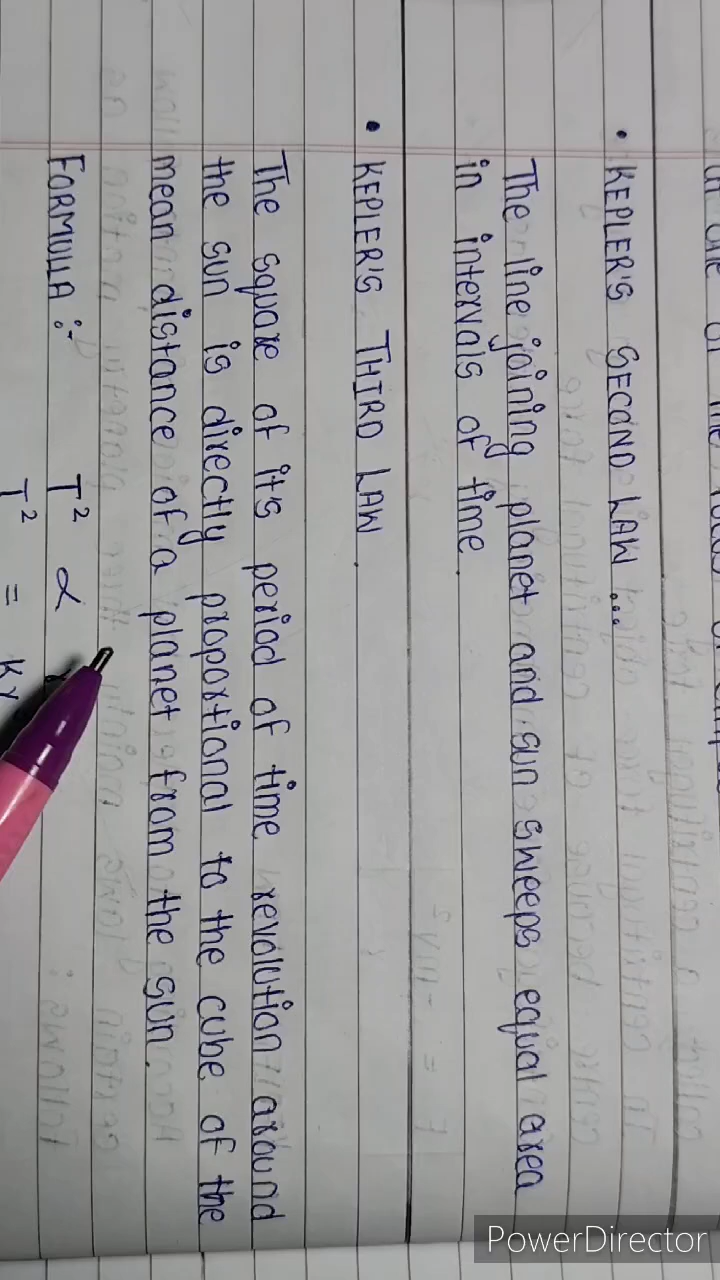 • KEPLER'S SECOND LAW...
The line joining planet and sun sweeps equal area
in intervals of time.
• KEPLER'S THIRD LAW.
The square of it's period of time revolution around
the sun is directly proportional to the cube of the
mean distance of a planet from the sun.
FORMULA :- T² ∝
T² = Kr
PowerDirector